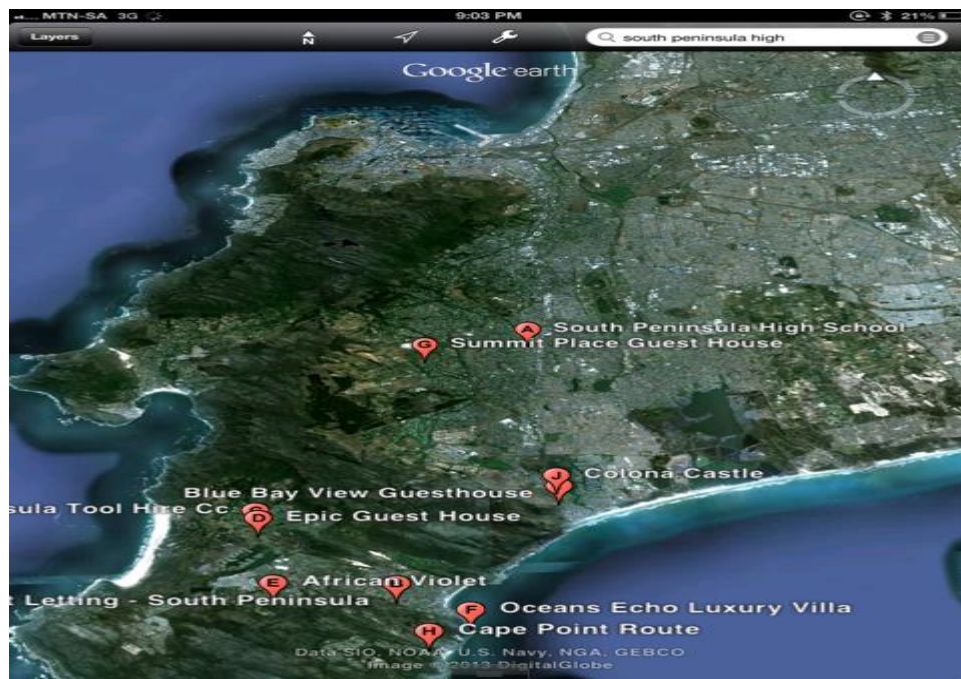 MTN-SA 3G 9:03 PM 21%
Layers N south peninsula high
Google earth
A South Peninsula High School
G Summit Place Guest House
J Colona Castle
Blue Bay View Guesthouse
sula Tool Hire Cc
D Epic Guest House
E African Violet
t Letting - South Peninsula
F Oceans Echo Luxury Villa
H Cape Point Route
Data SIO, NOAA, U.S. Navy, NGA, GEBCO
Image © 2013 DigitalGlobe